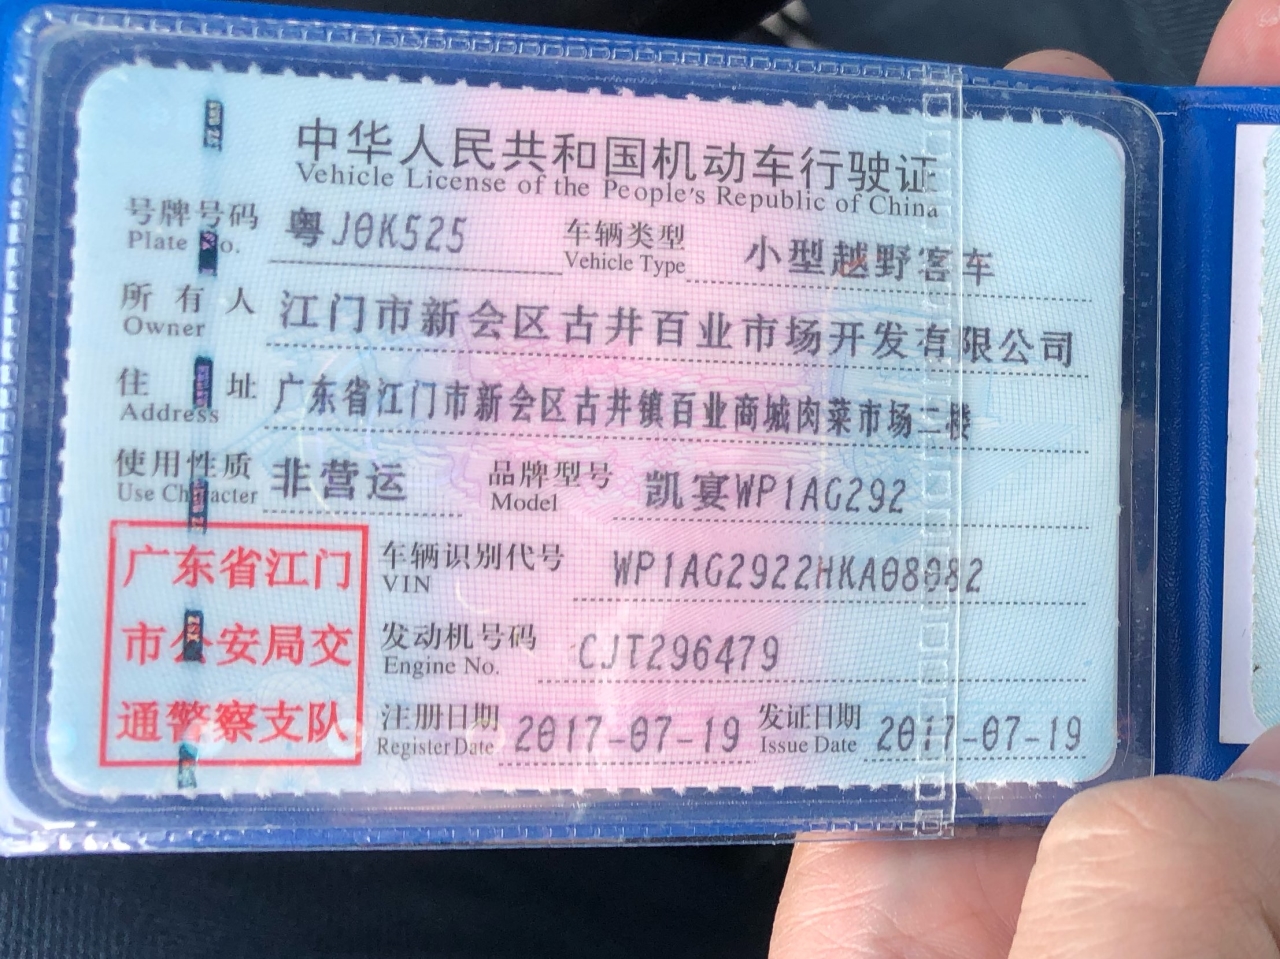 中华人民共和国机动车行驶证
Vehicle License of the People's Republic of China
号牌号码 粤J0K525 车辆类型 小型越野客车
Plate No. Vehicle Type
所有人 江门市新会区古井百业市场开发有限公司
Owner
住址 广东省江门市新会区古井镇百业商城肉菜市场二楼
Address
使用性质 非营运 品牌型号 凯宴WP1AG292
Use Character Model
车辆识别代号 WP1AG2922HKA08082
VIN
发动机号码 CJT296479
Engine No.
注册日期 2017-07-19 发证日期 2017-07-19
Register Date Issue Date
广东省江门
市公安局交
通警察支队